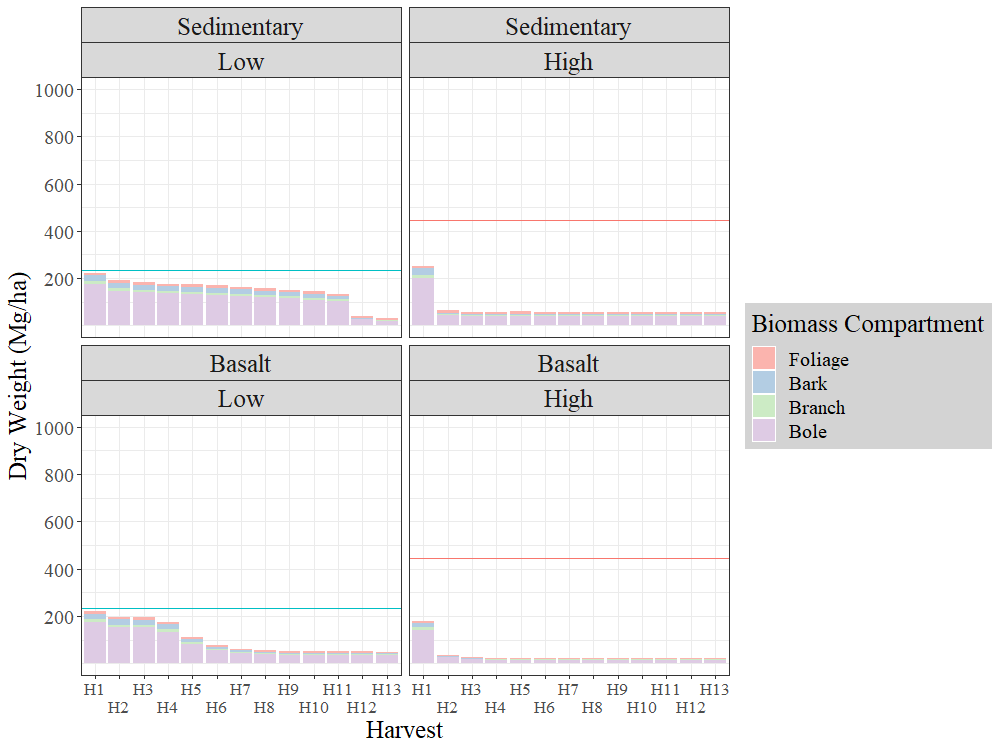 Sedimentary
Sedimentary
Low
High
1000
800
600
400
200
Basalt
Basalt
Low
High
1000
800
600
400
200
Dry Weight (Mg/ha)
H1 H3 H5 H7 H9 H11 H13
H2 H4 H6 H8 H10 H12
H1 H3 H5 H7 H9 H11 H13
H2 H4 H6 H8 H10 H12
Harvest
Biomass Compartment
Foliage
Bark
Branch
Bole